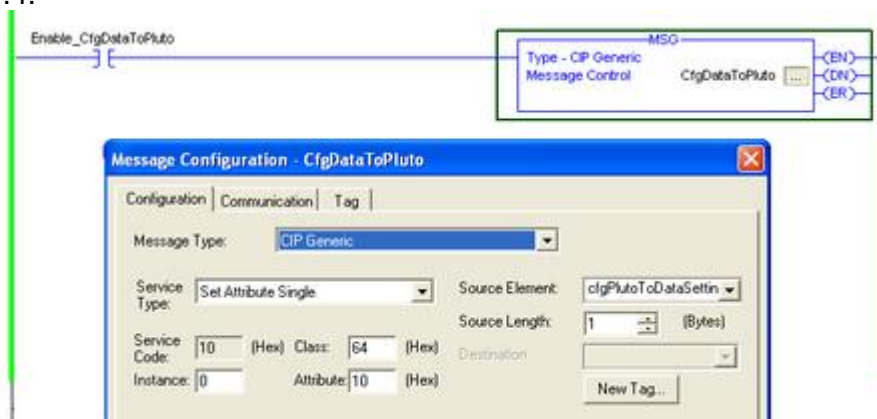 Enable_CfgDataToPluto
MSG
Type - CIP Generic
Message Control CfgDataToPluto ...
(EN)
(DN)
(ER)
Message Configuration - CfgDataToPluto
Configuration Communication Tag
Message Type: CIP Generic
Service Type: Set Attribute Single
Source Element: cfgPlutoToDataSettin
Source Length: 1 (Bytes)
Service Code: 10 (Hex) Class: 64 (Hex)
Destination
Instance: 0 Attribute: 10 (Hex)
New Tag...